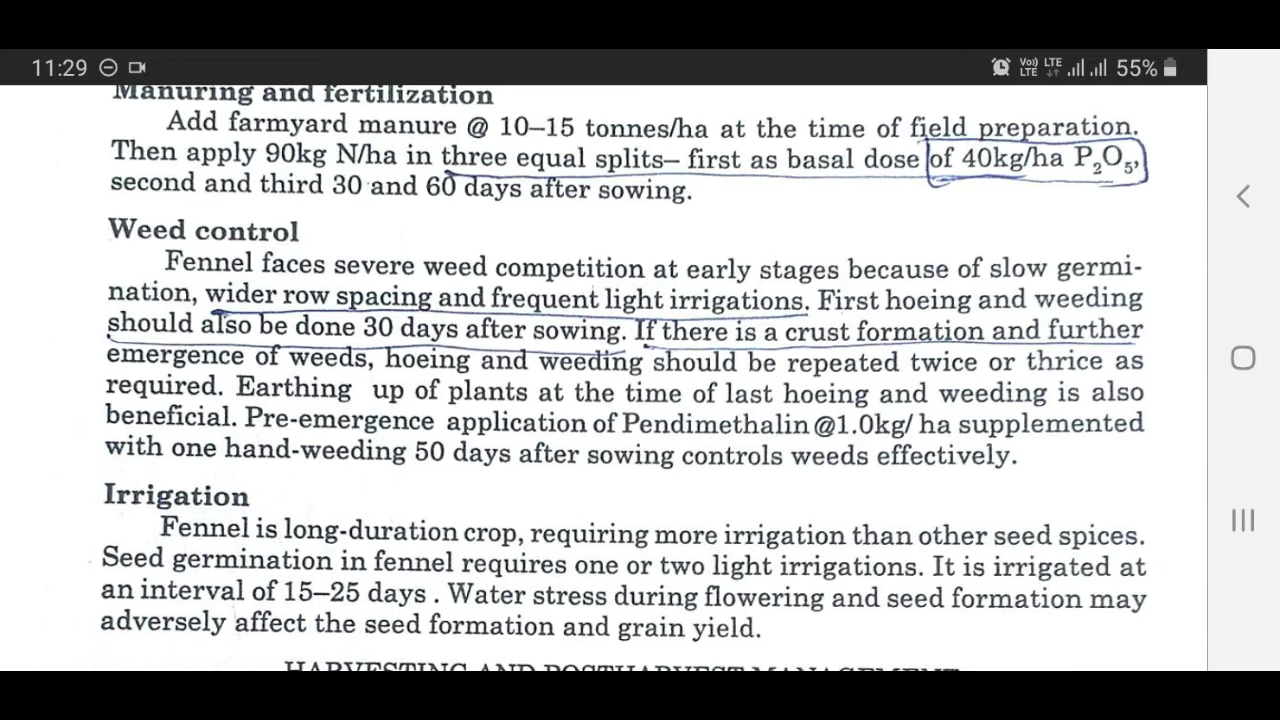 11:29
Vo)) LTE LTE 55%
Manuring and fertilization
Add farmyard manure @ 10–15 tonnes/ha at the time of field preparation.
Then apply 90kg N/ha in three equal splits– first as basal dose of 40kg/ha P₂O₅,
second and third 30 and 60 days after sowing.
Weed control
Fennel faces severe weed competition at early stages because of slow germi-
nation, wider row spacing and frequent light irrigations. First hoeing and weeding
should also be done 30 days after sowing. If there is a crust formation and further
emergence of weeds, hoeing and weeding should be repeated twice or thrice as
required. Earthing up of plants at the time of last hoeing and weeding is also
beneficial. Pre-emergence application of Pendimethalin @1.0kg/ ha supplemented
with one hand-weeding 50 days after sowing controls weeds effectively.
Irrigation
Fennel is long-duration crop, requiring more irrigation than other seed spices.
Seed germination in fennel requires one or two light irrigations. It is irrigated at
an interval of 15–25 days . Water stress during flowering and seed formation may
adversely affect the seed formation and grain yield.
HARVESTING AND POSTHARVEST MANAGEMENT